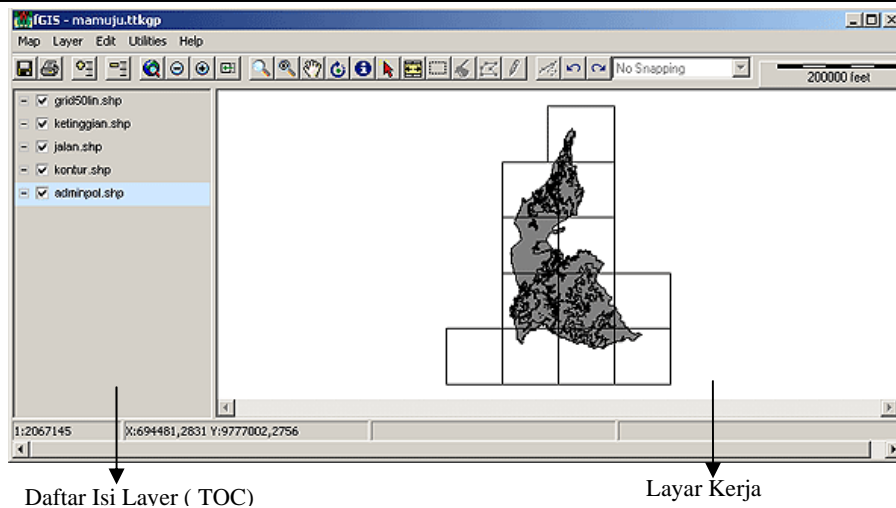 fGIS - mamuju.ttkgp
Map Layer Edit Utilities Help
No Snapping
200000 feet
grid50lin.shp
ketinggian.shp
jalan.shp
kontur.shp
adminpol.shp
1:2067145 X:694481,2831 Y:9777002,2756
Daftar Isi Layer ( TOC)
Layar Kerja